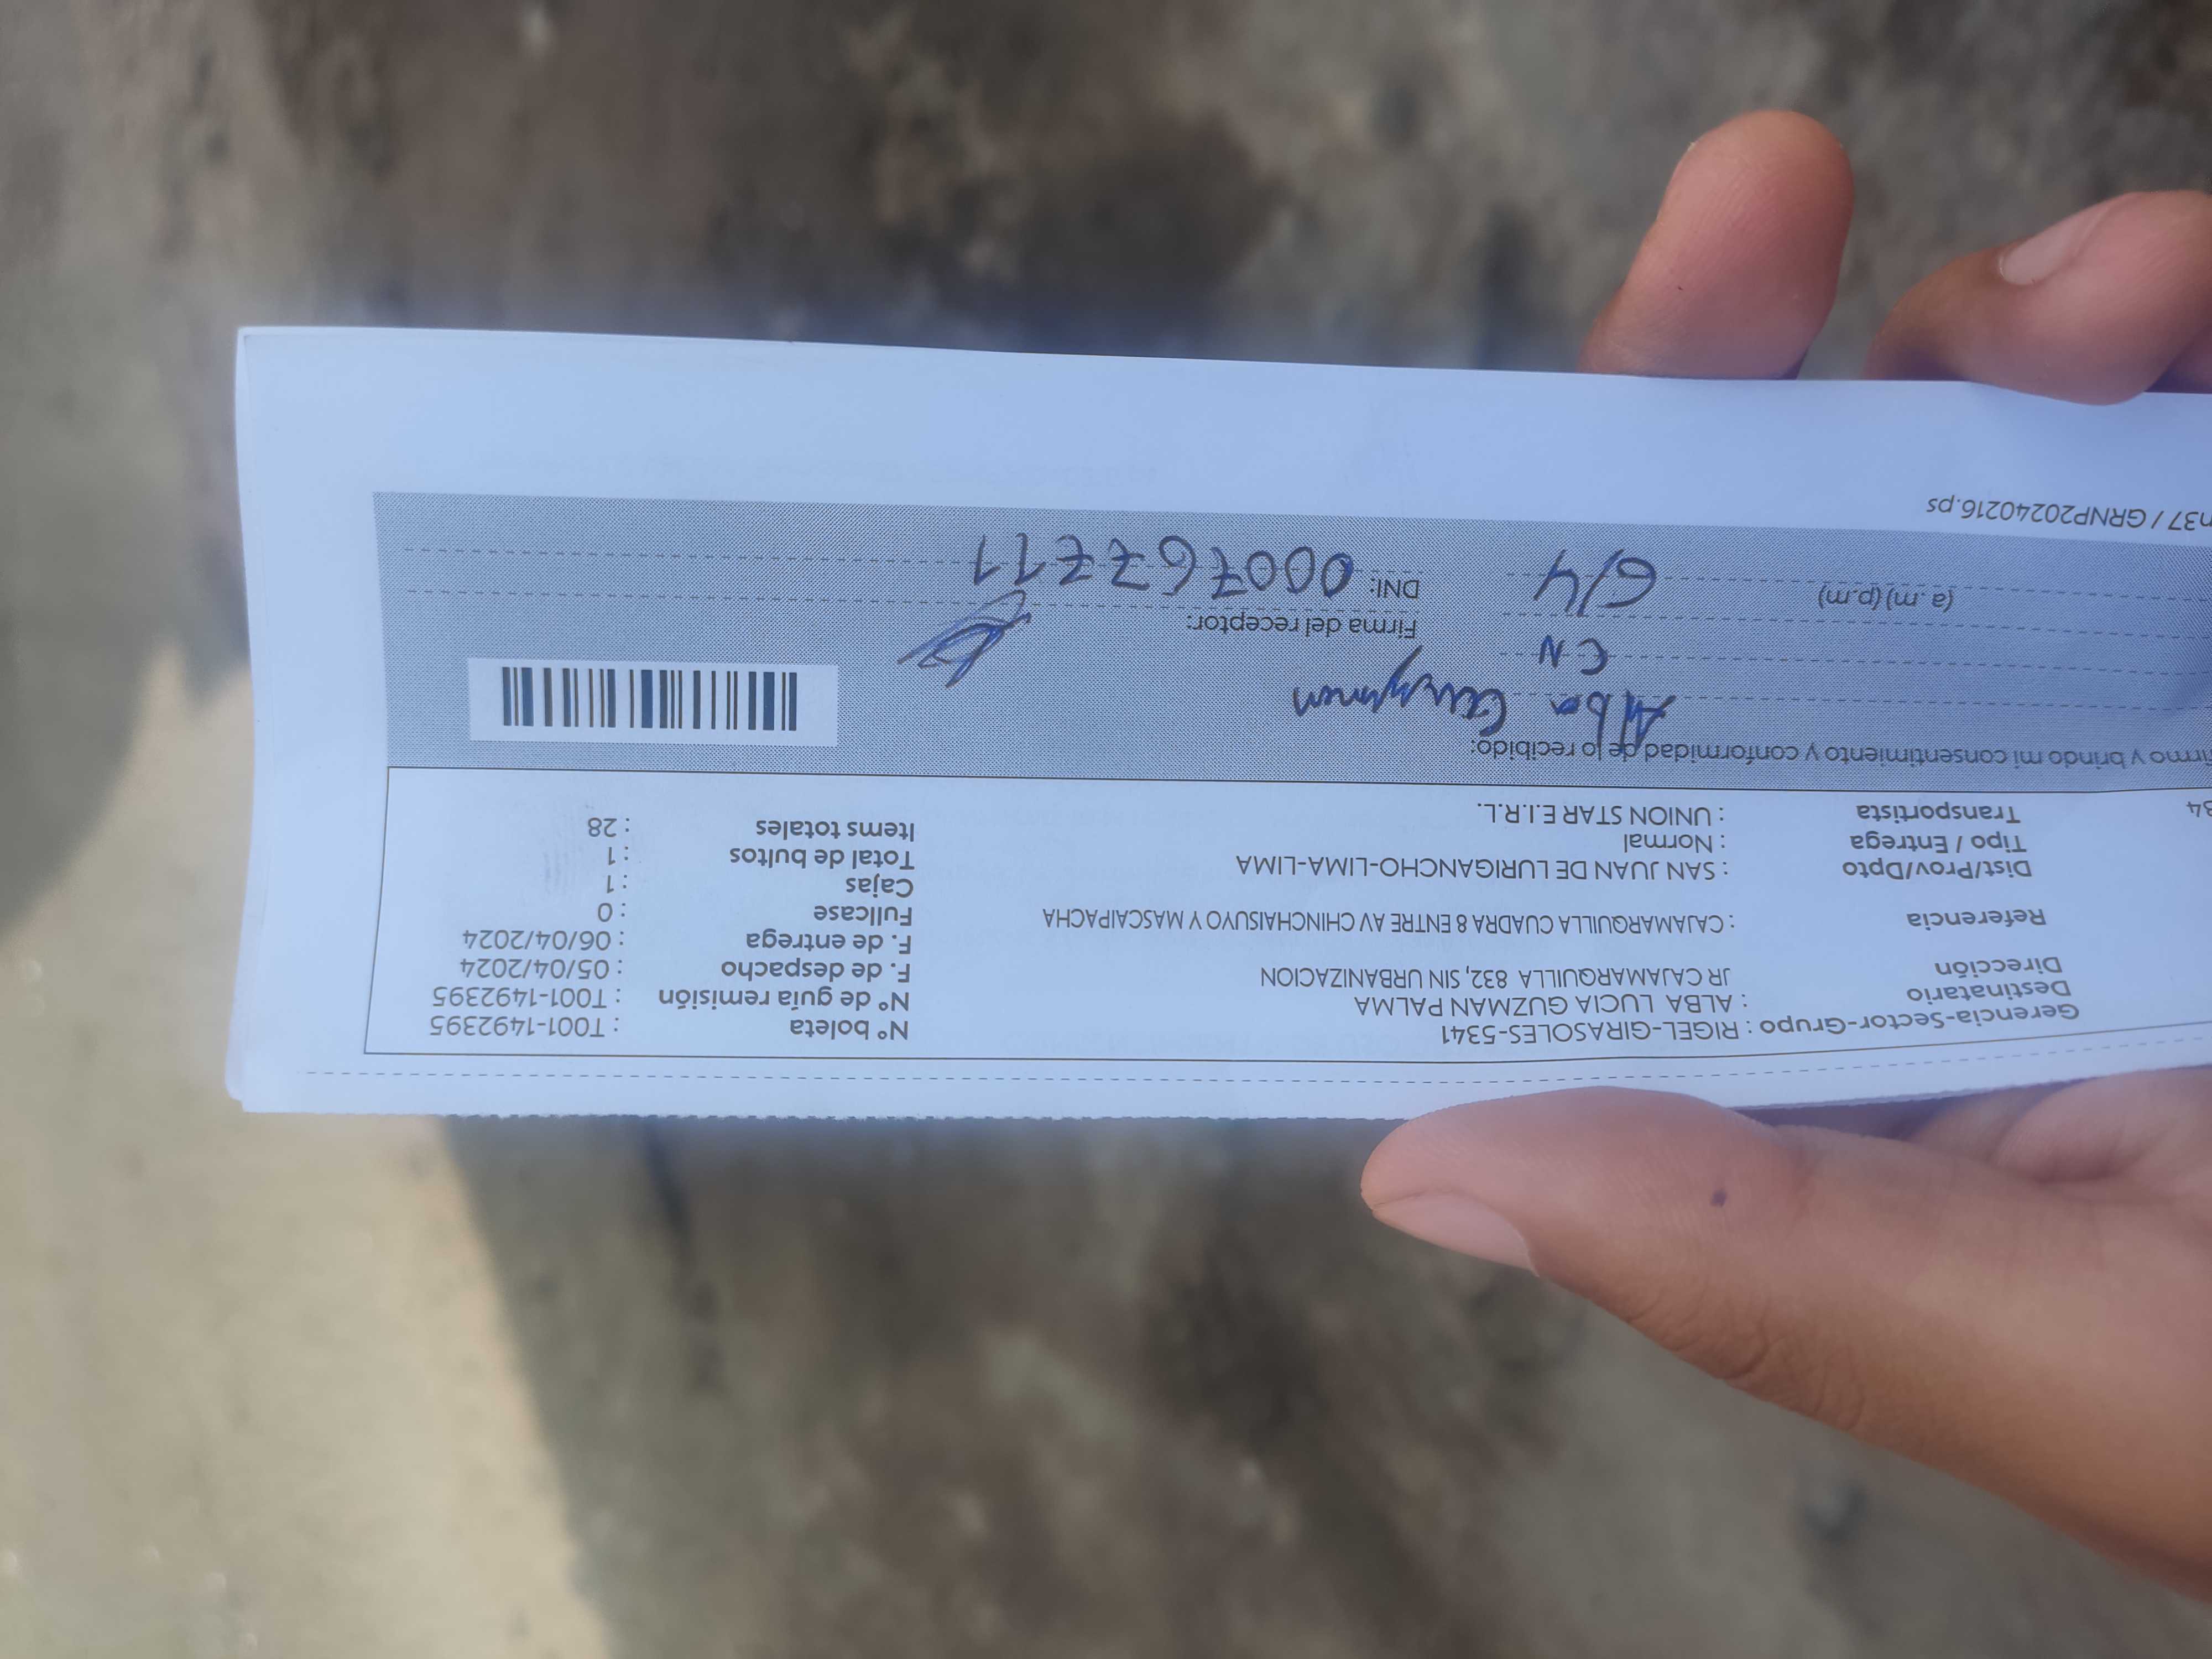 Gerencia-Sector-Grupo : RIGEL-GIRASOLES-5341
Destinatario : ALBA LUCIA GUZMAN PALMA
Dirección JR CAJAMARQUILLA 832, SIN URBANIZACION
Referencia : CAJAMARQUILLA CUADRA 8 ENTRE AV CHINCHAISUYO Y MASCAIPACHA
Dist/Prov/Dpto : SAN JUAN DE LURIGANCHO-LIMA-LIMA
Tipo / Entrega : Normal
Transportista : UNION STAR E.I.R.L.
N° boleta : T001-1492395
N° de guía remisión : T001-1492395
F. de despacho : 05/04/2024
F. de entrega : 06/04/2024
Fullcase : 0
Cajas : 1
Total de bultos : 1
Items totales : 28
34
y brindo mi consentimiento y conformidad de lo recibido:
Alba Guzman
CN
Firma del receptor:
(a .m) (p.m) 6/4
DNI: 000767711
n37 / GRNP20240216.ps